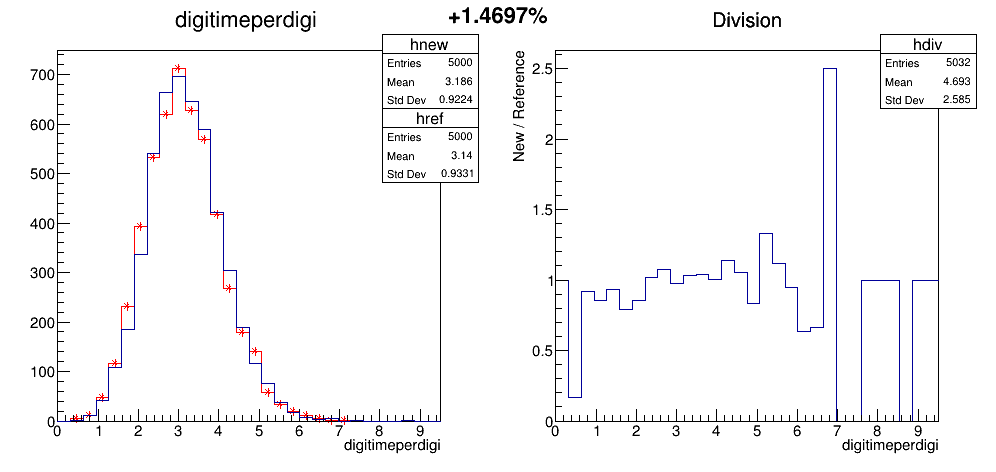 digitimeperdigi
+1.4697%
Division
hnew
Entries 5000
Mean 3.186
Std Dev 0.9224
href
Entries 5000
Mean 3.14
Std Dev 0.9331
700
600
500
400
300
200
100
0
0 1 2 3 4 5 6 7 8 9
digitimeperdigi
hdiv
Entries 5032
Mean 4.693
Std Dev 2.585
New / Reference
2.5
2
1.5
1
0.5
0
0 1 2 3 4 5 6 7 8 9
digitimeperdigi